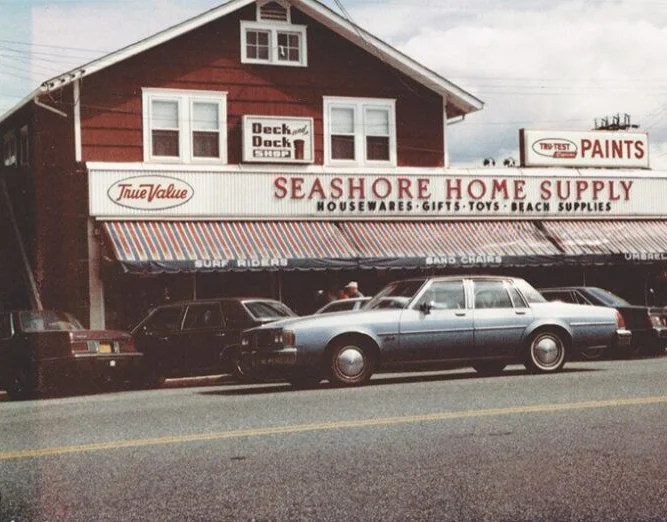 Deck and
Dock
SHOP
TRU-TEST
PAINTS
True Value
SEASHORE HOME SUPPLY
HOUSEWARES · GIFTS · TOYS · BEACH SUPPLIES
SURF RIDERS
SAND CHAIRS